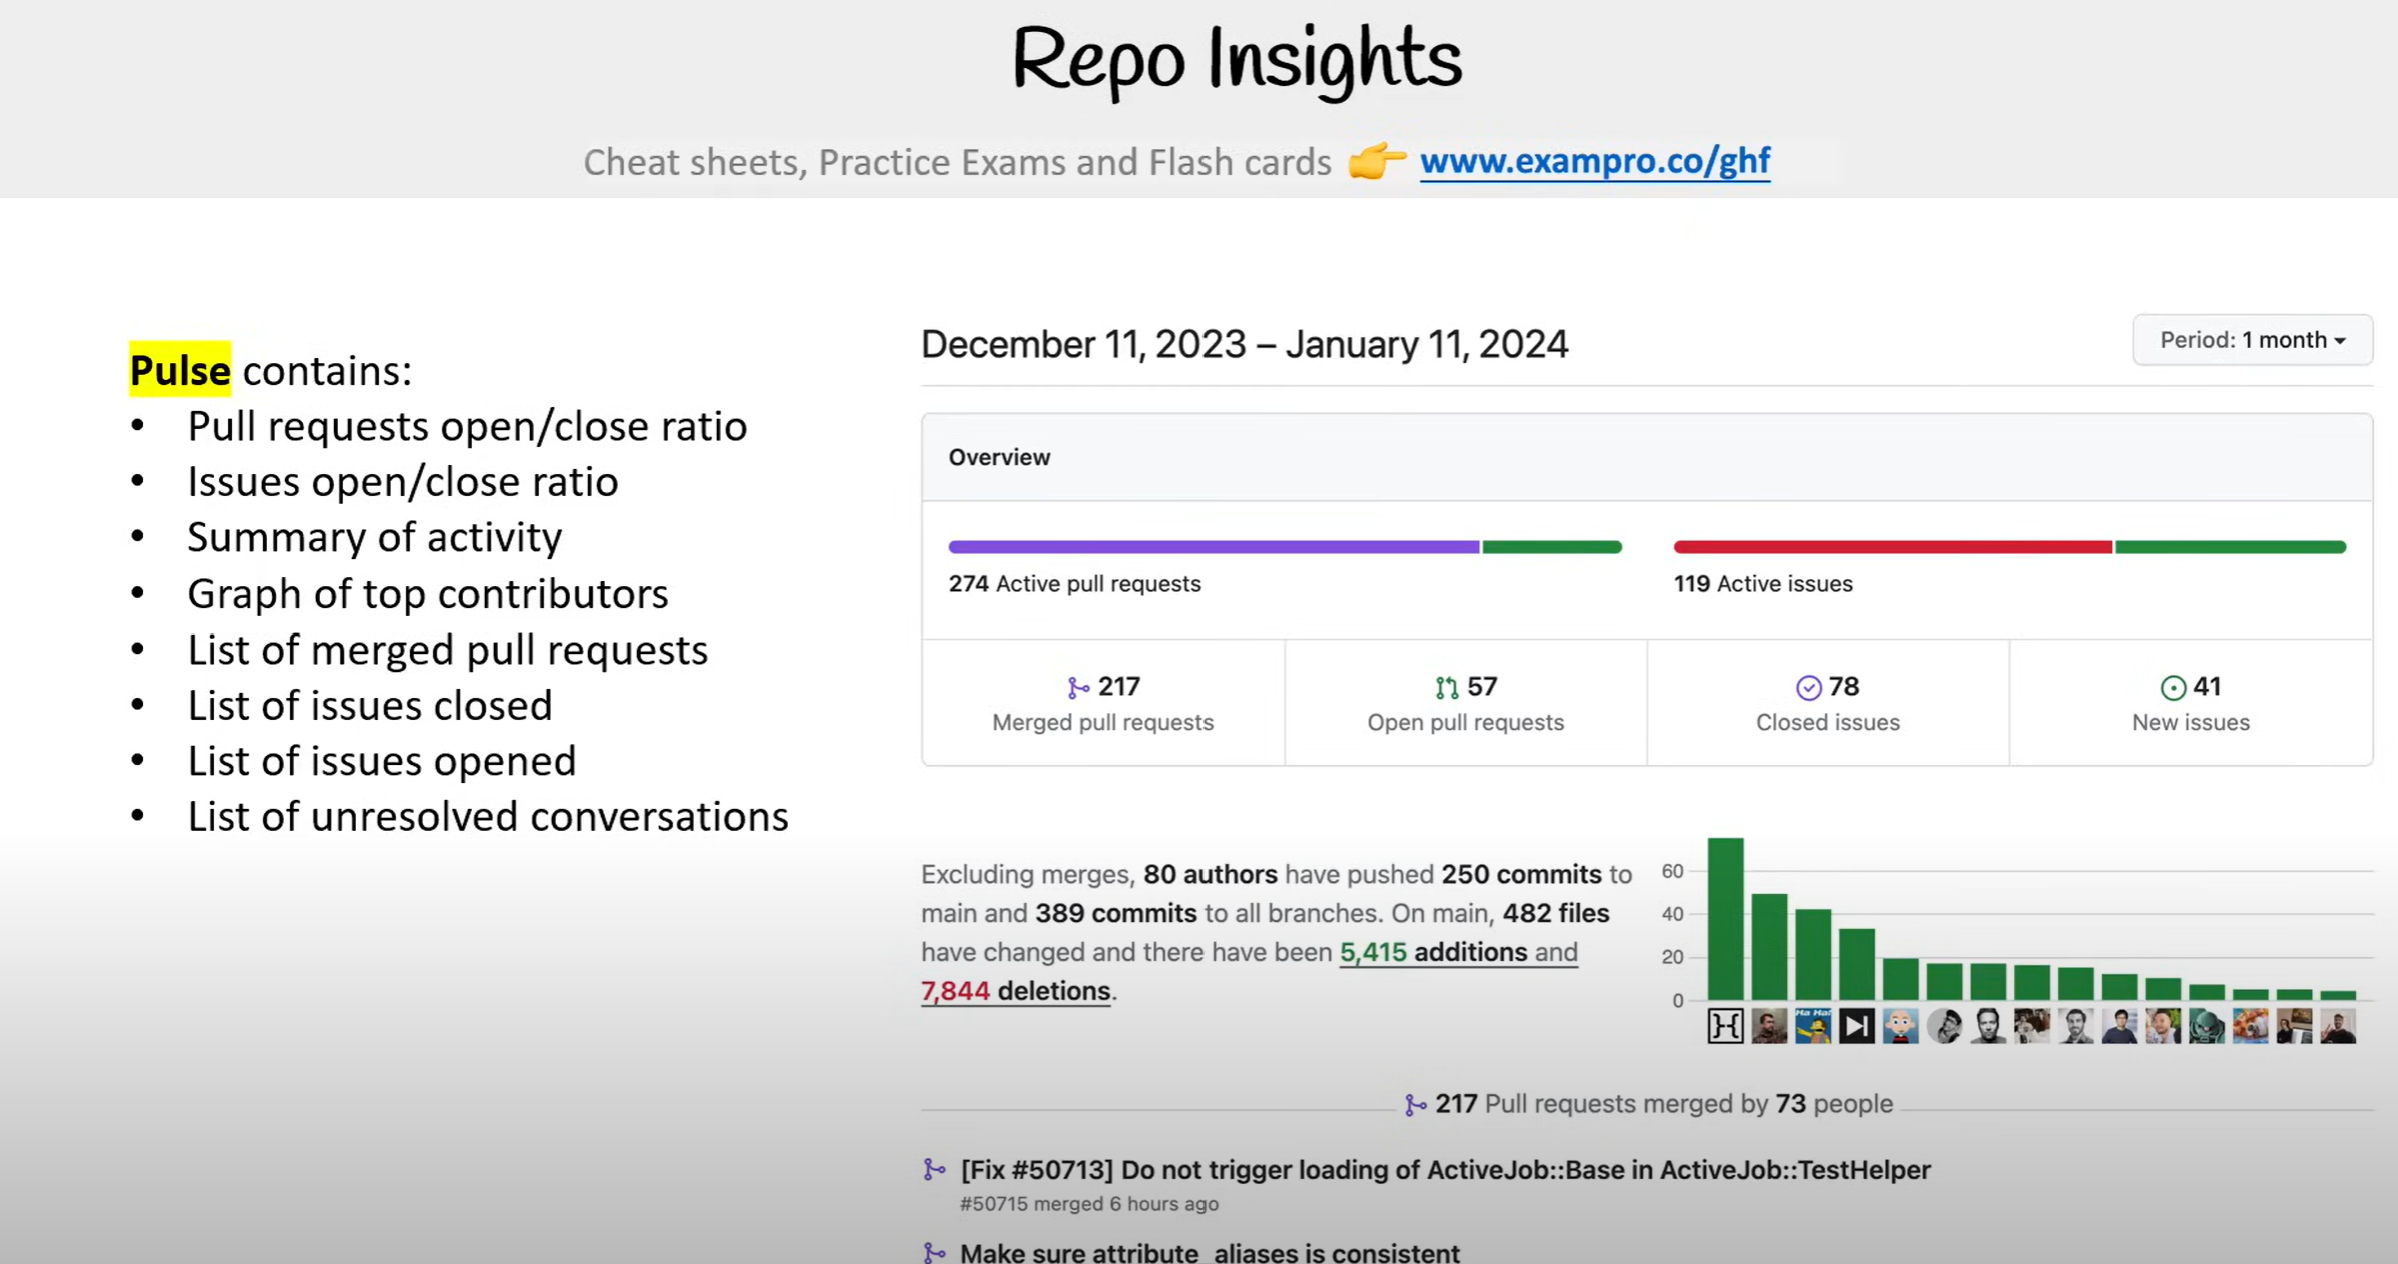 Repo Insights
Cheat sheets, Practice Exams and Flash cards 👉 www.exampro.co/ghf
Pulse contains:
• Pull requests open/close ratio
• Issues open/close ratio
• Summary of activity
• Graph of top contributors
• List of merged pull requests
• List of issues closed
• List of issues opened
• List of unresolved conversations
December 11, 2023 – January 11, 2024
Period: 1 month
Overview
274 Active pull requests
119 Active issues
217
Merged pull requests
57
Open pull requests
78
Closed issues
41
New issues
Excluding merges, 80 authors have pushed 250 commits to
main and 389 commits to all branches. On main, 482 files
have changed and there have been 5,415 additions and
7,844 deletions.
60
40
20
0
Ha Ha!
217 Pull requests merged by 73 people
[Fix #50713] Do not trigger loading of ActiveJob::Base in ActiveJob::TestHelper
#50715 merged 6 hours ago
Make sure attribute_aliases is consistent